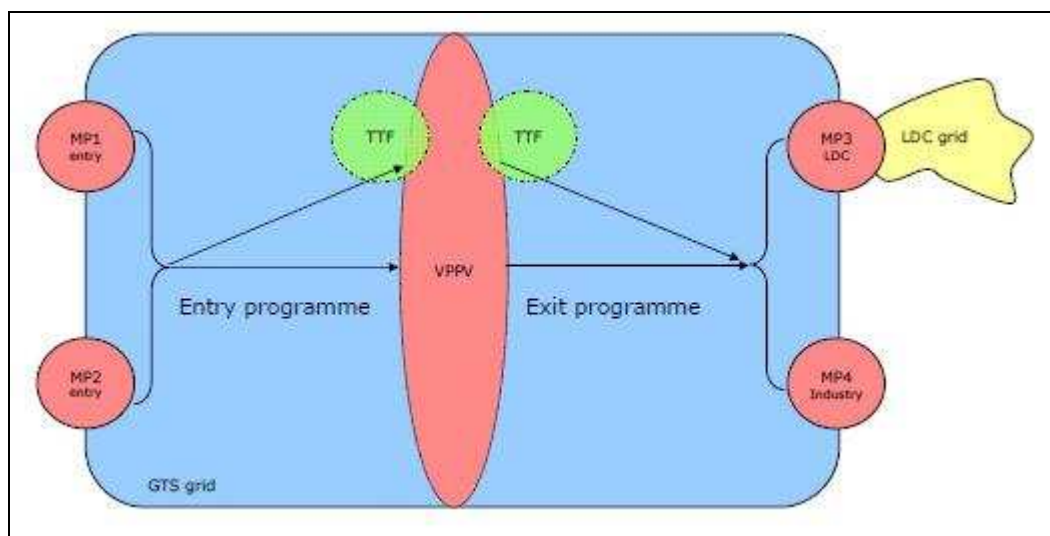 MP1
entry
TTF
TTF
MP3
LDC
LDC grid
VPPV
Entry programme
Exit programme
MP2
entry
MP4
Industry
GTS grid